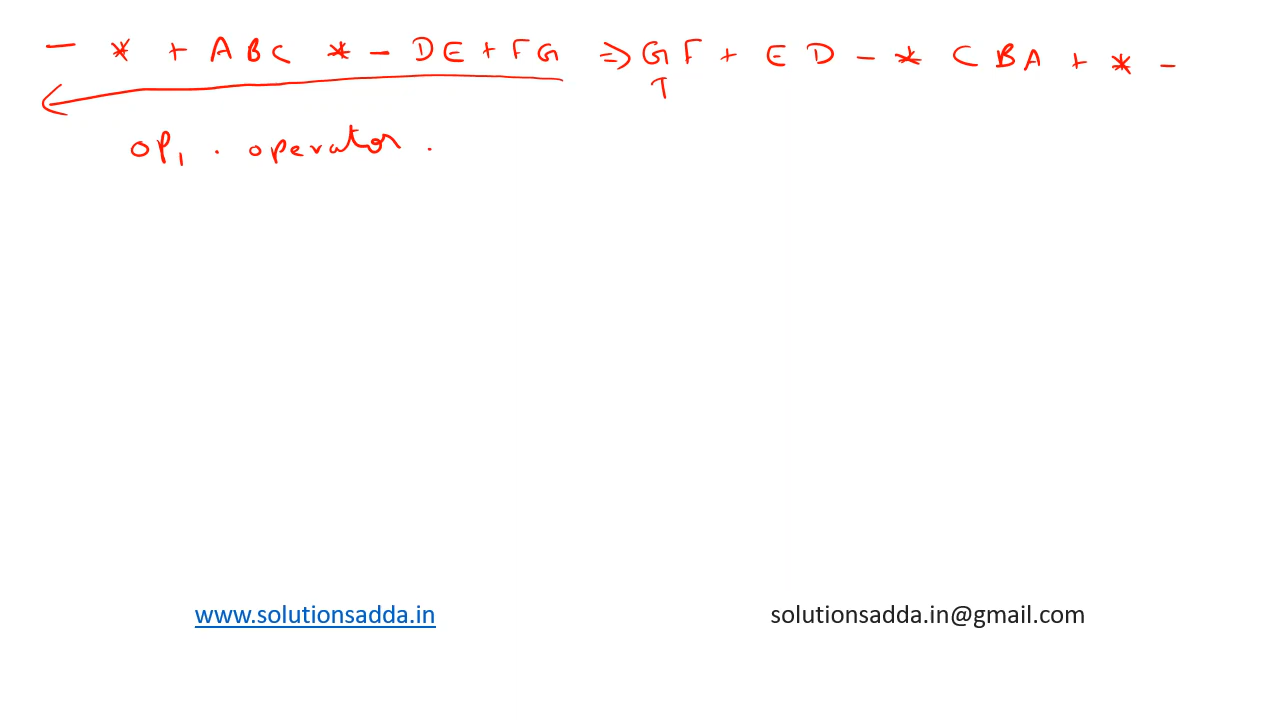 - * + A B C * - D E + F G ⇒ G F + E D - * C B A + * -
↑
OP1 . operator .
www.solutionsadda.in
solutionsadda.in@gmail.com